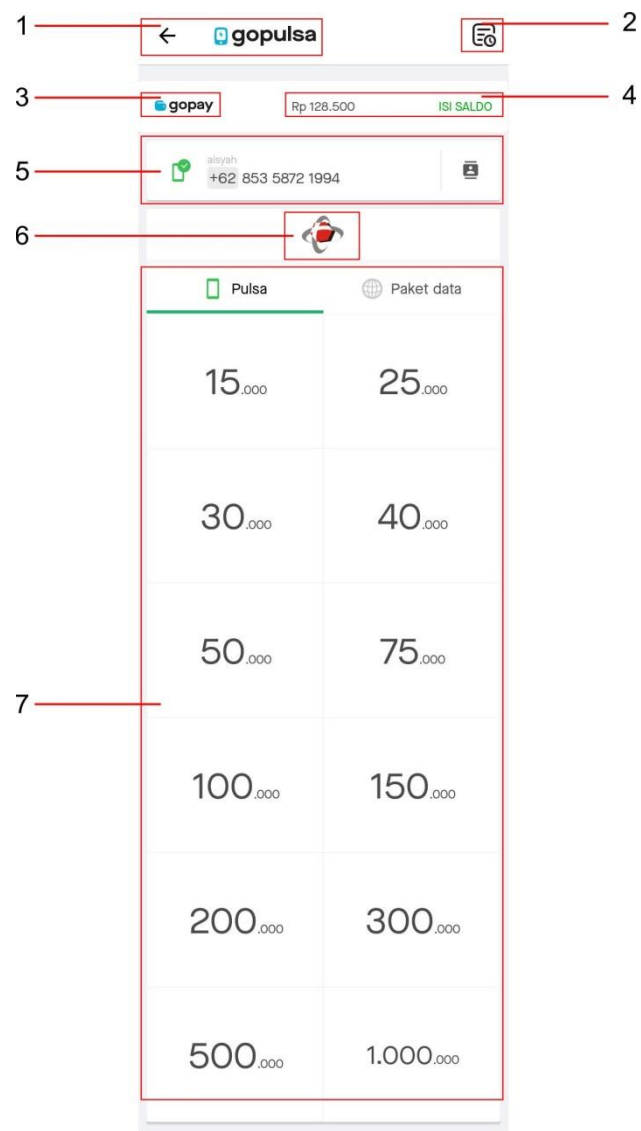 1
gopulsa
2
3
gopay
Rp 128.500 ISI SALDO
4
5
aisyah
+62 853 5872 1994
6
Pulsa Paket data
15.000 25.000
30.000 40.000
50.000 75.000
7
100.000 150.000
200.000 300.000
500.000 1.000.000